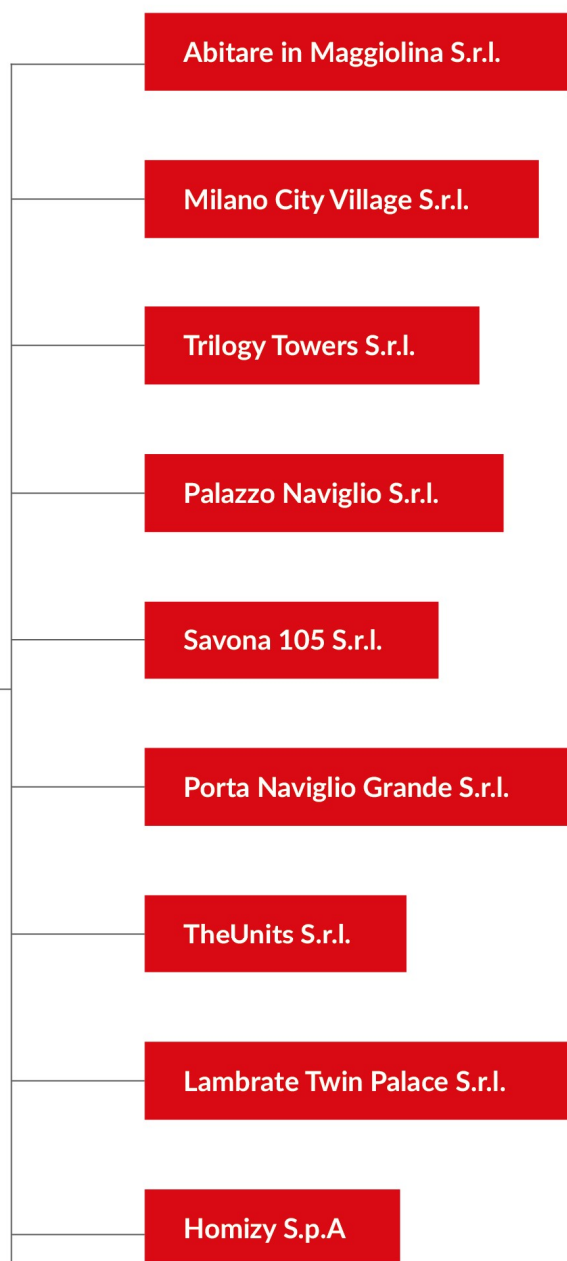 Abitare in Maggiolina S.r.l.
Milano City Village S.r.l.
Trilogy Towers S.r.l.
Palazzo Naviglio S.r.l.
Savona 105 S.r.l.
Porta Naviglio Grande S.r.l.
TheUnits S.r.l.
Lambrate Twin Palace S.r.l.
Homizy S.p.A